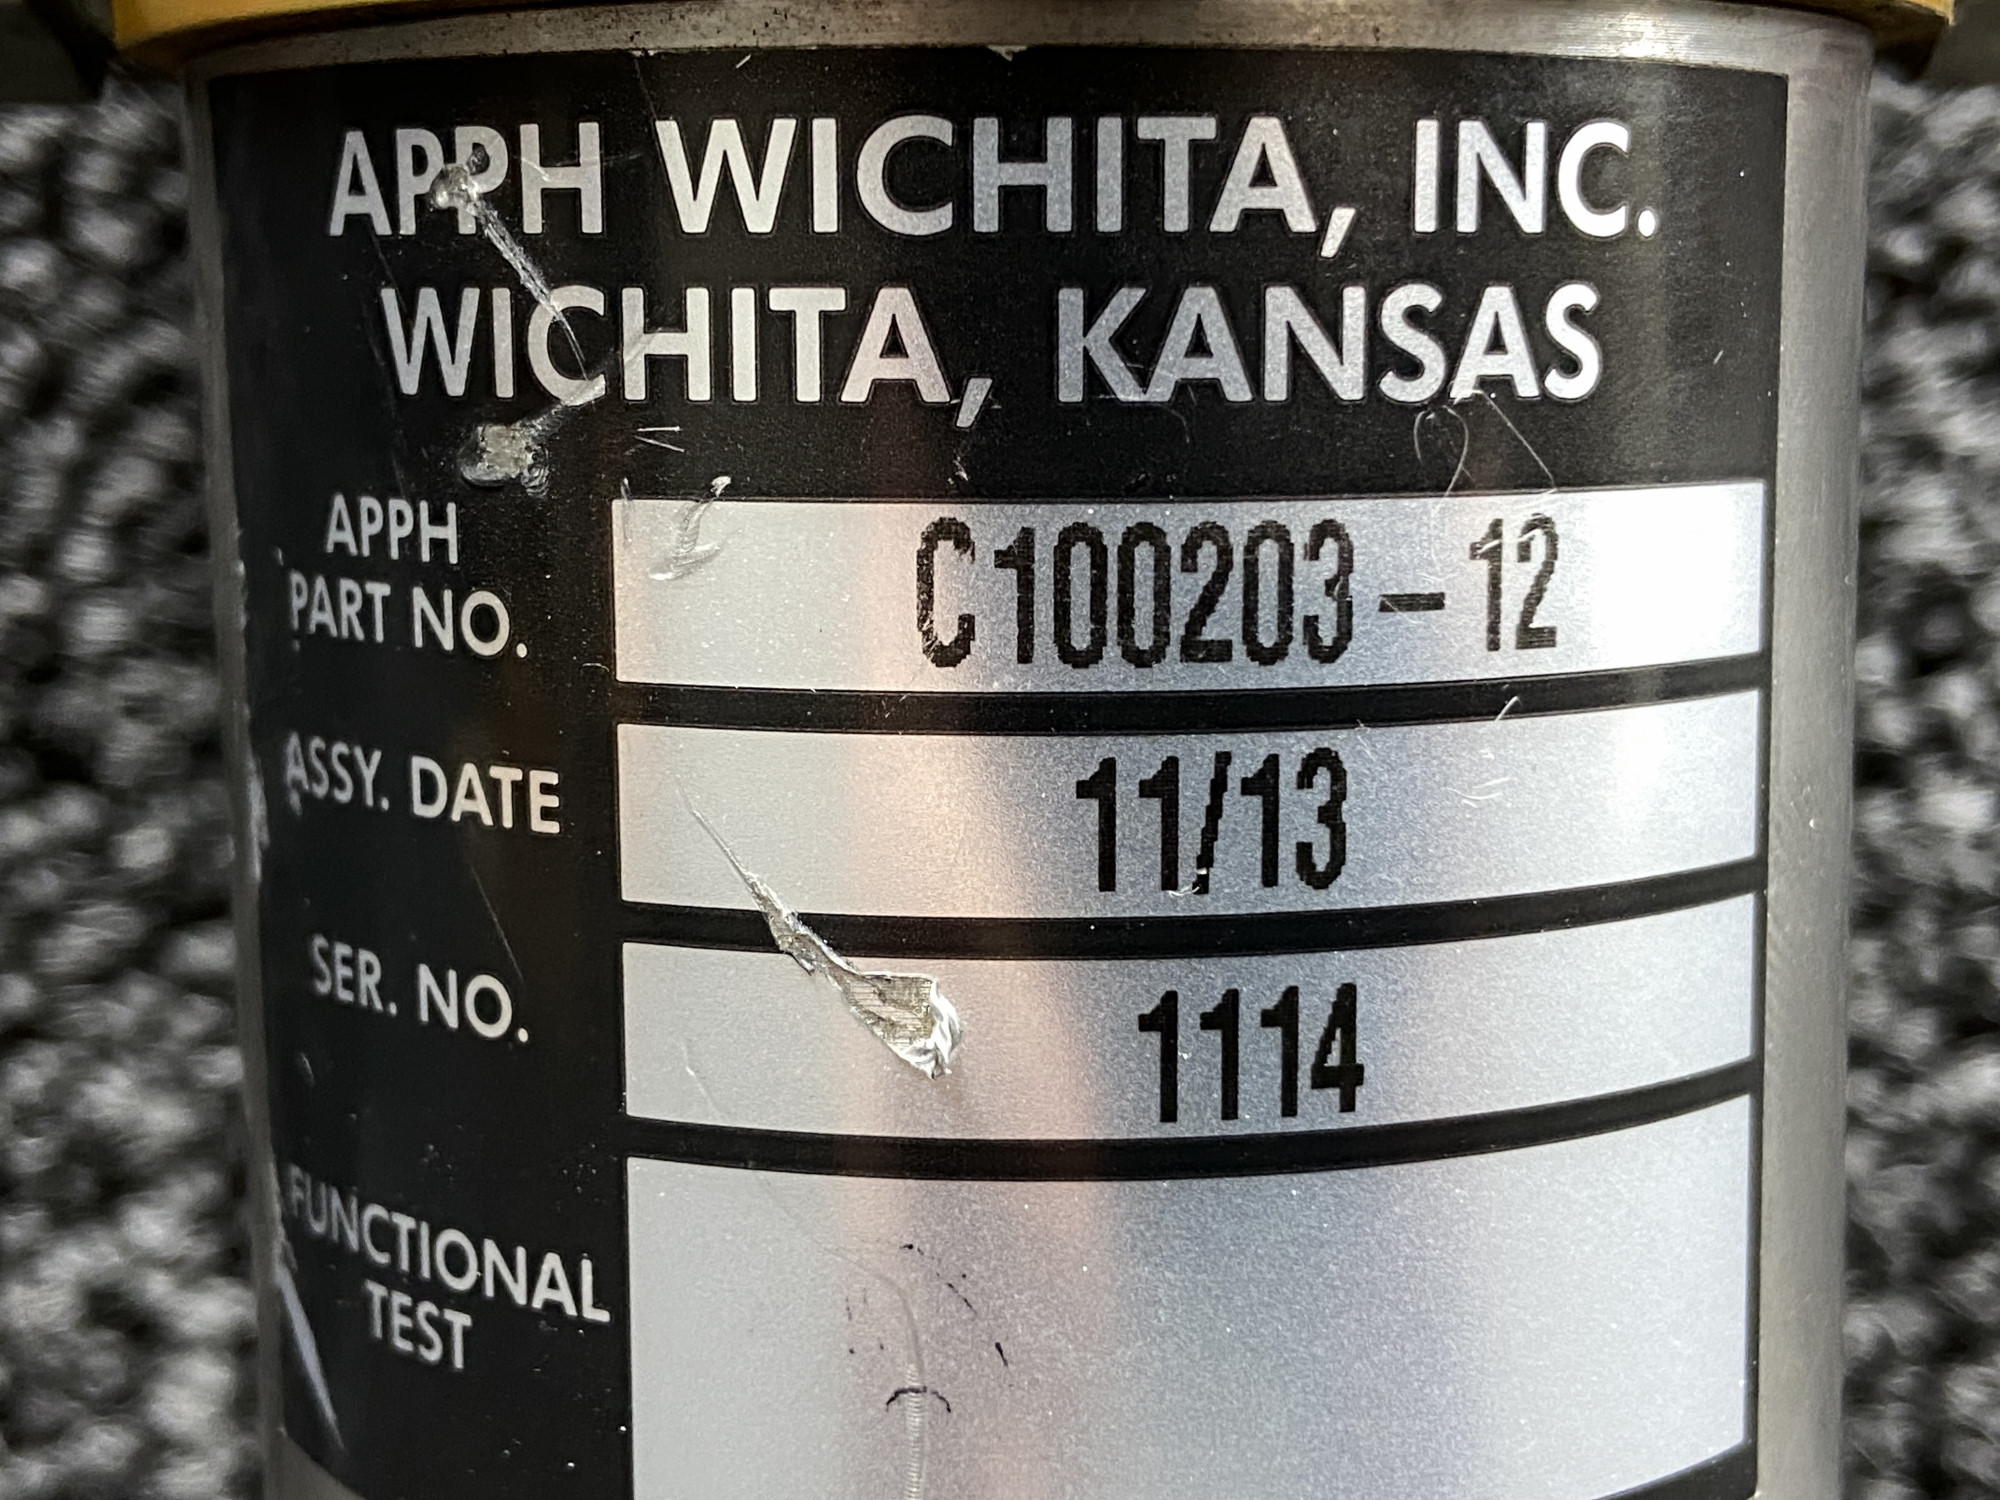 APPH WICHITA, INC.
WICHITA, KANSAS
APPH
PART NO.
C100203-12
ASSY. DATE
11/13
SER. NO.
1114
FUNCTIONAL
TEST